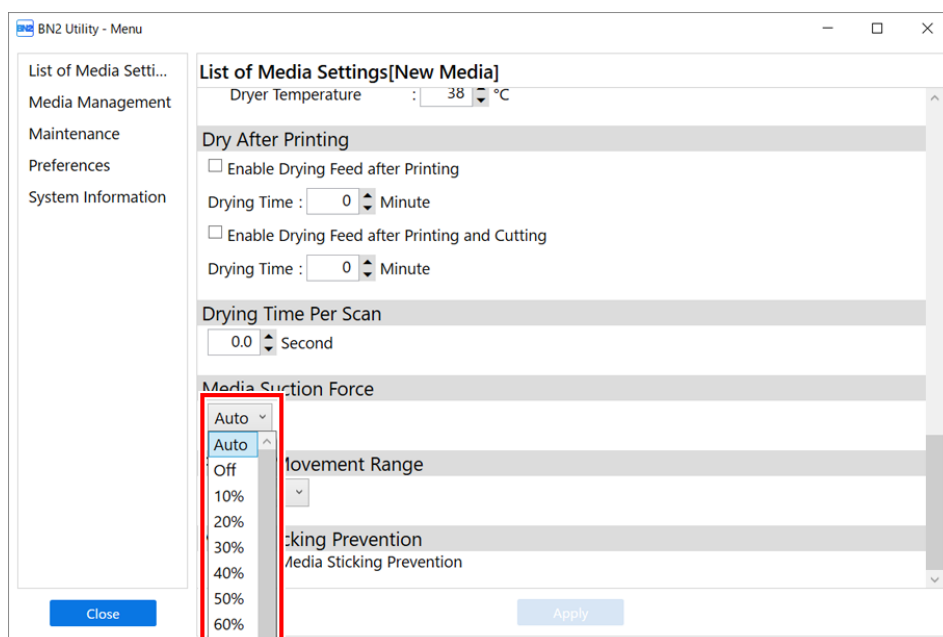 BN2 BN2 Utility - Menu
List of Media Setti...
Media Management
Maintenance
Preferences
System Information
List of Media Settings[New Media]
Dryer Temperature : 38 °C
Dry After Printing
Enable Drying Feed after Printing
Drying Time : 0 Minute
Enable Drying Feed after Printing and Cutting
Drying Time : 0 Minute
Drying Time Per Scan
0.0 Second
Media Suction Force
Auto
Auto
Off
10%
20%
30%
40%
50%
60%
Movement Range
cking Prevention
Media Sticking Prevention
Close
Apply